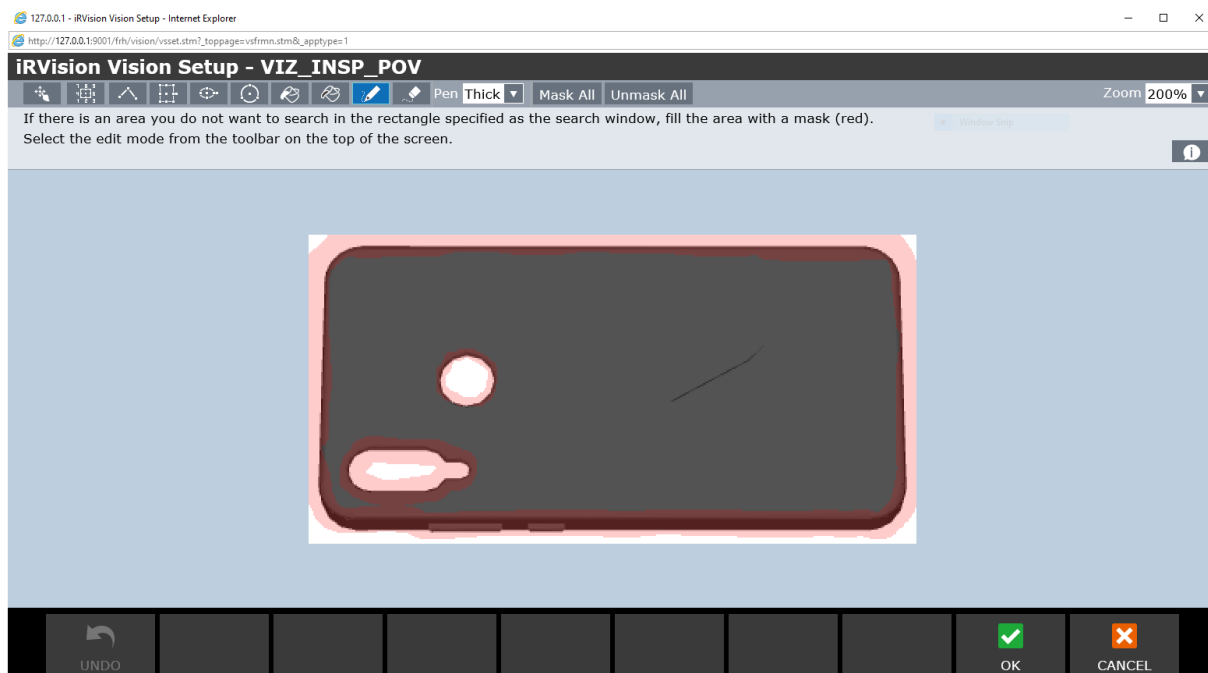 127.0.0.1 - iRVision Vision Setup - Internet Explorer
http://127.0.0.1:9001/frh/vision/vsset.stm?_toppage=vsfrmn.stm&_apptype=1
iRVision Vision Setup - VIZ_INSP_POV
Pen Thick Mask All Unmask All Zoom 200%
If there is an area you do not want to search in the rectangle specified as the search window, fill the area with a mask (red).
Window Snip
Select the edit mode from the toolbar on the top of the screen.
UNDO OK CANCEL